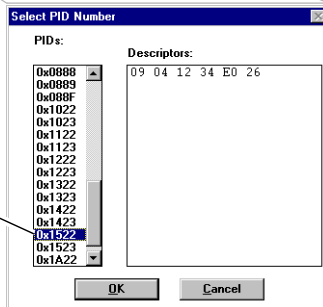 Select PID Number
PIDs:
Descriptors:
0x0888
0x0889
0x088F
0x1022
0x1023
0x1122
0x1123
0x1222
0x1223
0x1322
0x1323
0x1422
0x1423
0x1522
0x1523
0x1A22
09 04 12 34 E0 26
OK
Cancel